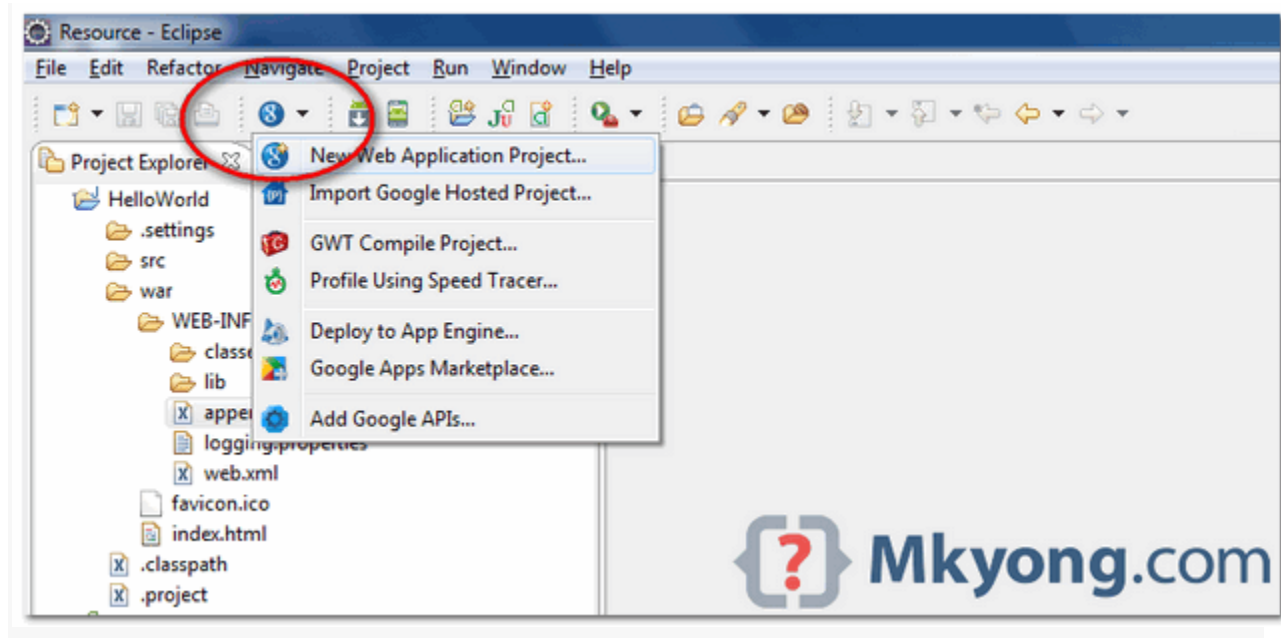 Resource - Eclipse
File Edit Refactor Navigate Project Run Window Help
Project Explorer
New Web Application Project...
Import Google Hosted Project...
GWT Compile Project...
Profile Using Speed Tracer...
Deploy to App Engine...
Google Apps Marketplace...
Add Google APIs...
HelloWorld
.settings
src
war
WEB-INF
lib
logging.properties
web.xml
favicon.ico
index.html
.classpath
.project
Mkyong.com